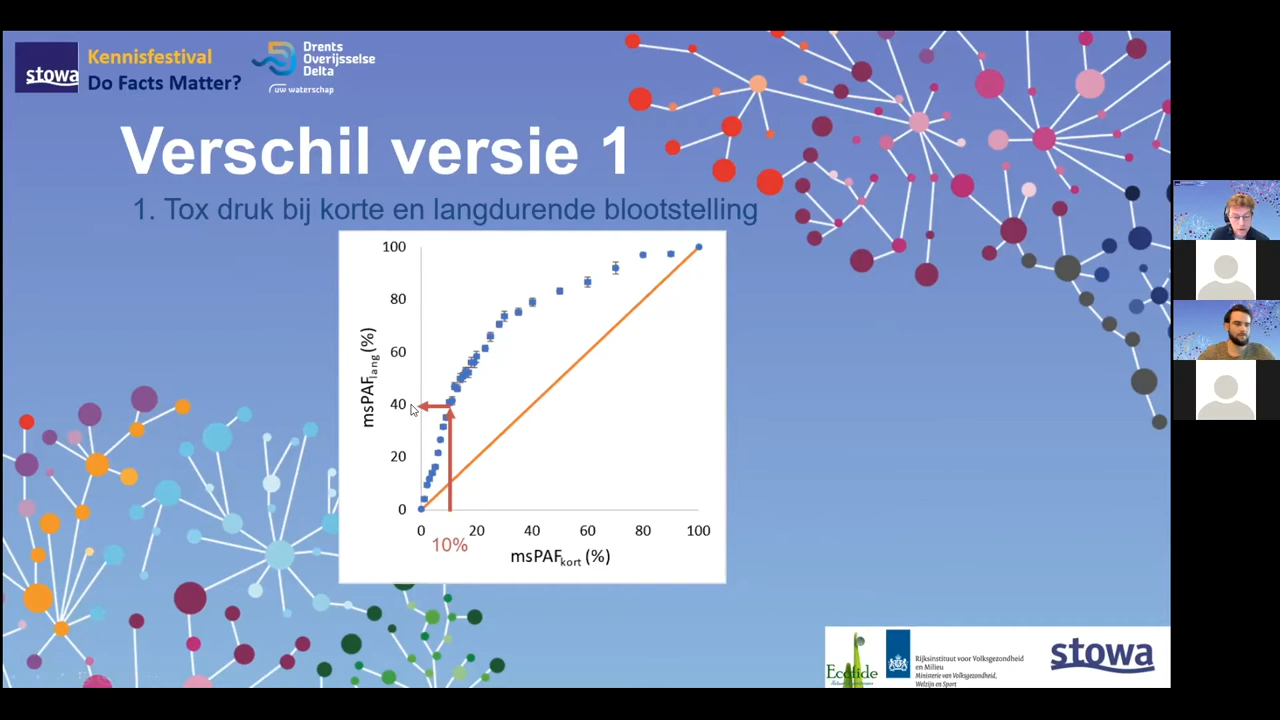 stowa
Kennisfestival
Do Facts Matter?
Drents
Overijsselse
Delta
uw waterschap
Verschil versie 1
1. Tox druk bij korte en langdurende blootstelling
100
80
60
40
20
0
msPAFlang (%)
0 20 40 60 80 100
10%
msPAFkort (%)
Ecofide
Rijksinstituut voor Volksgezondheid
en Milieu
Ministerie van Volksgezondheid,
Welzijn en Sport
stowa